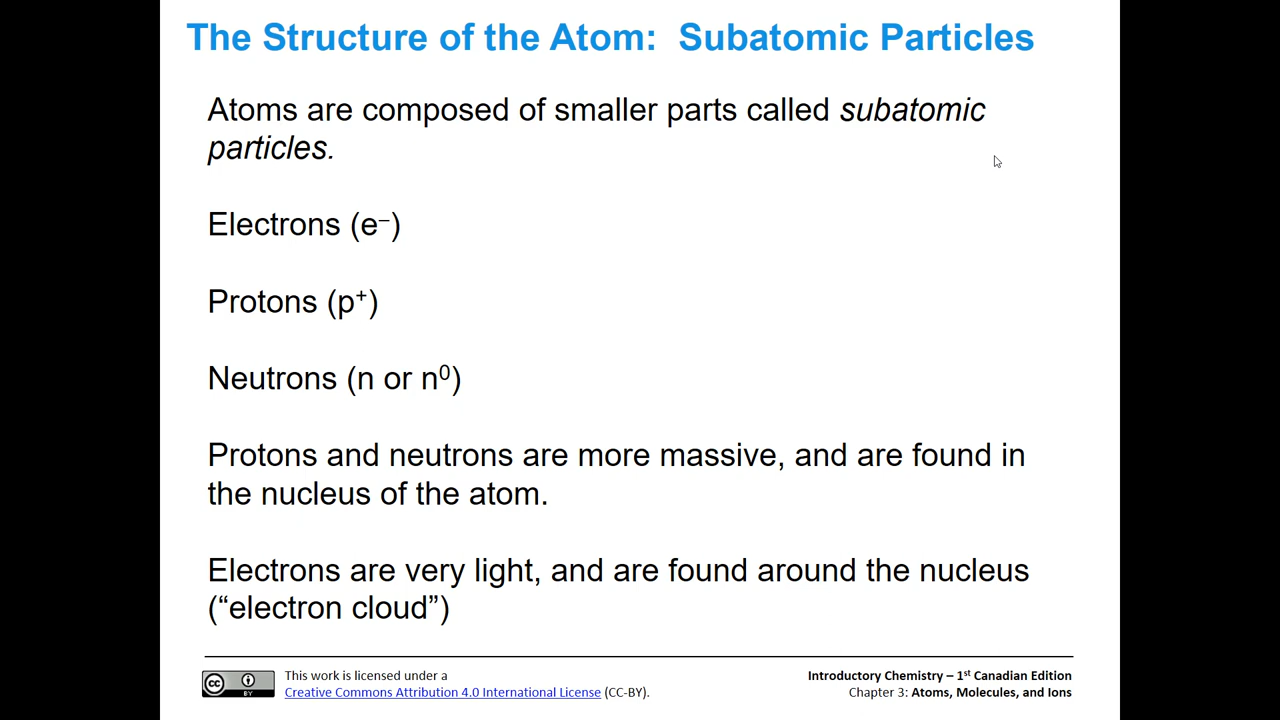 The Structure of the Atom:  Subatomic Particles
Atoms are composed of smaller parts called subatomic
particles.
Electrons (e⁻)
Protons (p⁺)
Neutrons (n or n⁰)
Protons and neutrons are more massive, and are found in
the nucleus of the atom.
Electrons are very light, and are found around the nucleus
(“electron cloud”)
cc BY
This work is licensed under a
Creative Commons Attribution 4.0 International License (CC-BY).
Introductory Chemistry – 1ˢᵗ Canadian Edition
Chapter 3: Atoms, Molecules, and Ions